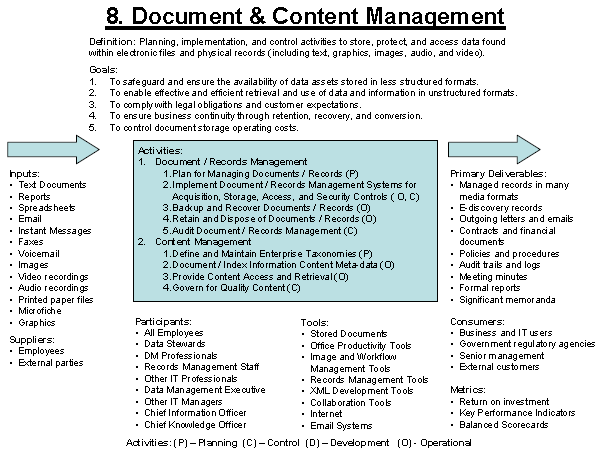 8. Document & Content Management
Definition: Planning, implementation, and control activities to store, protect, and access data found
within electronic files and physical records (including text, graphics, images, audio, and video).
Goals:
1. To safeguard and ensure the availability of data assets stored in less structured formats.
2. To enable effective and efficient retrieval and use of data and information in unstructured formats.
3. To comply with legal obligations and customer expectations.
4. To ensure business continuity through retention, recovery, and conversion.
5. To control document storage operating costs.
Inputs:
• Text Documents
• Reports
• Spreadsheets
• Email
• Instant Messages
• Faxes
• Voicemail
• Images
• Video recordings
• Audio recordings
• Printed paper files
• Microfiche
• Graphics
Suppliers:
• Employees
• External parties
Activities:
1. Document / Records Management
1.Plan for Managing Documents / Records (P)
2.Implement Document / Records Management Systems for
Acquisition, Storage, Access, and Security Controls ( O, C)
3.Backup and Recover Documents / Records (O)
4.Retain and Dispose of Documents / Records (O)
5.Audit Document / Records Management (C)
2. Content Management
1.Define and Maintain Enterprise Taxonomies (P)
2.Document / Index Information Content Meta-data (O)
3.Provide Content Access and Retrieval (O)
4.Govern for Quality Content (C)
Primary Deliverables:
• Managed records in many
media formats
• E-discovery records
• Outgoing letters and emails
• Contracts and financial
documents
• Policies and procedures
• Audit trails and logs
• Meeting minutes
• Formal reports
• Significant memoranda
Participants:
• All Employees
• Data Stewards
• DM Professionals
• Records Management Staff
• Other IT Professionals
• Data Management Executive
• Other IT Managers
• Chief Information Officer
• Chief Knowledge Officer
Tools:
• Stored Documents
• Office Productivity Tools
• Image and Workflow
Management Tools
• Records Management Tools
• XML Development Tools
• Collaboration Tools
• Internet
• Email Systems
Consumers:
• Business and IT users
• Government regulatory agencies
• Senior management
• External customers
Metrics:
• Return on investment
• Key Performance Indicators
• Balanced Scorecards
Activities: (P) – Planning (C) – Control (D) – Development (O) - Operational